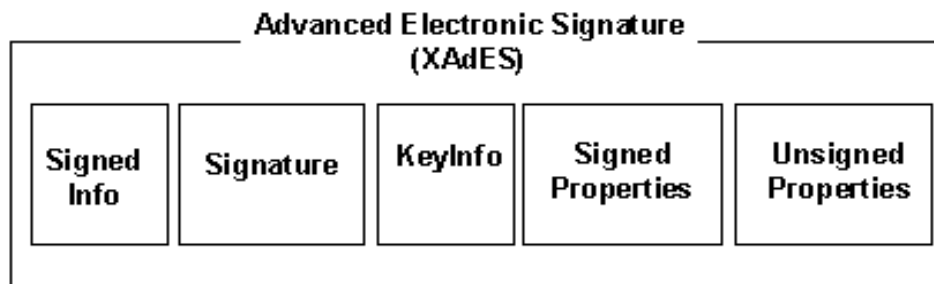 Advanced Electronic Signature
(XAdES)
Signed
Info
Signature
KeyInfo
Signed
Properties
Unsigned
Properties